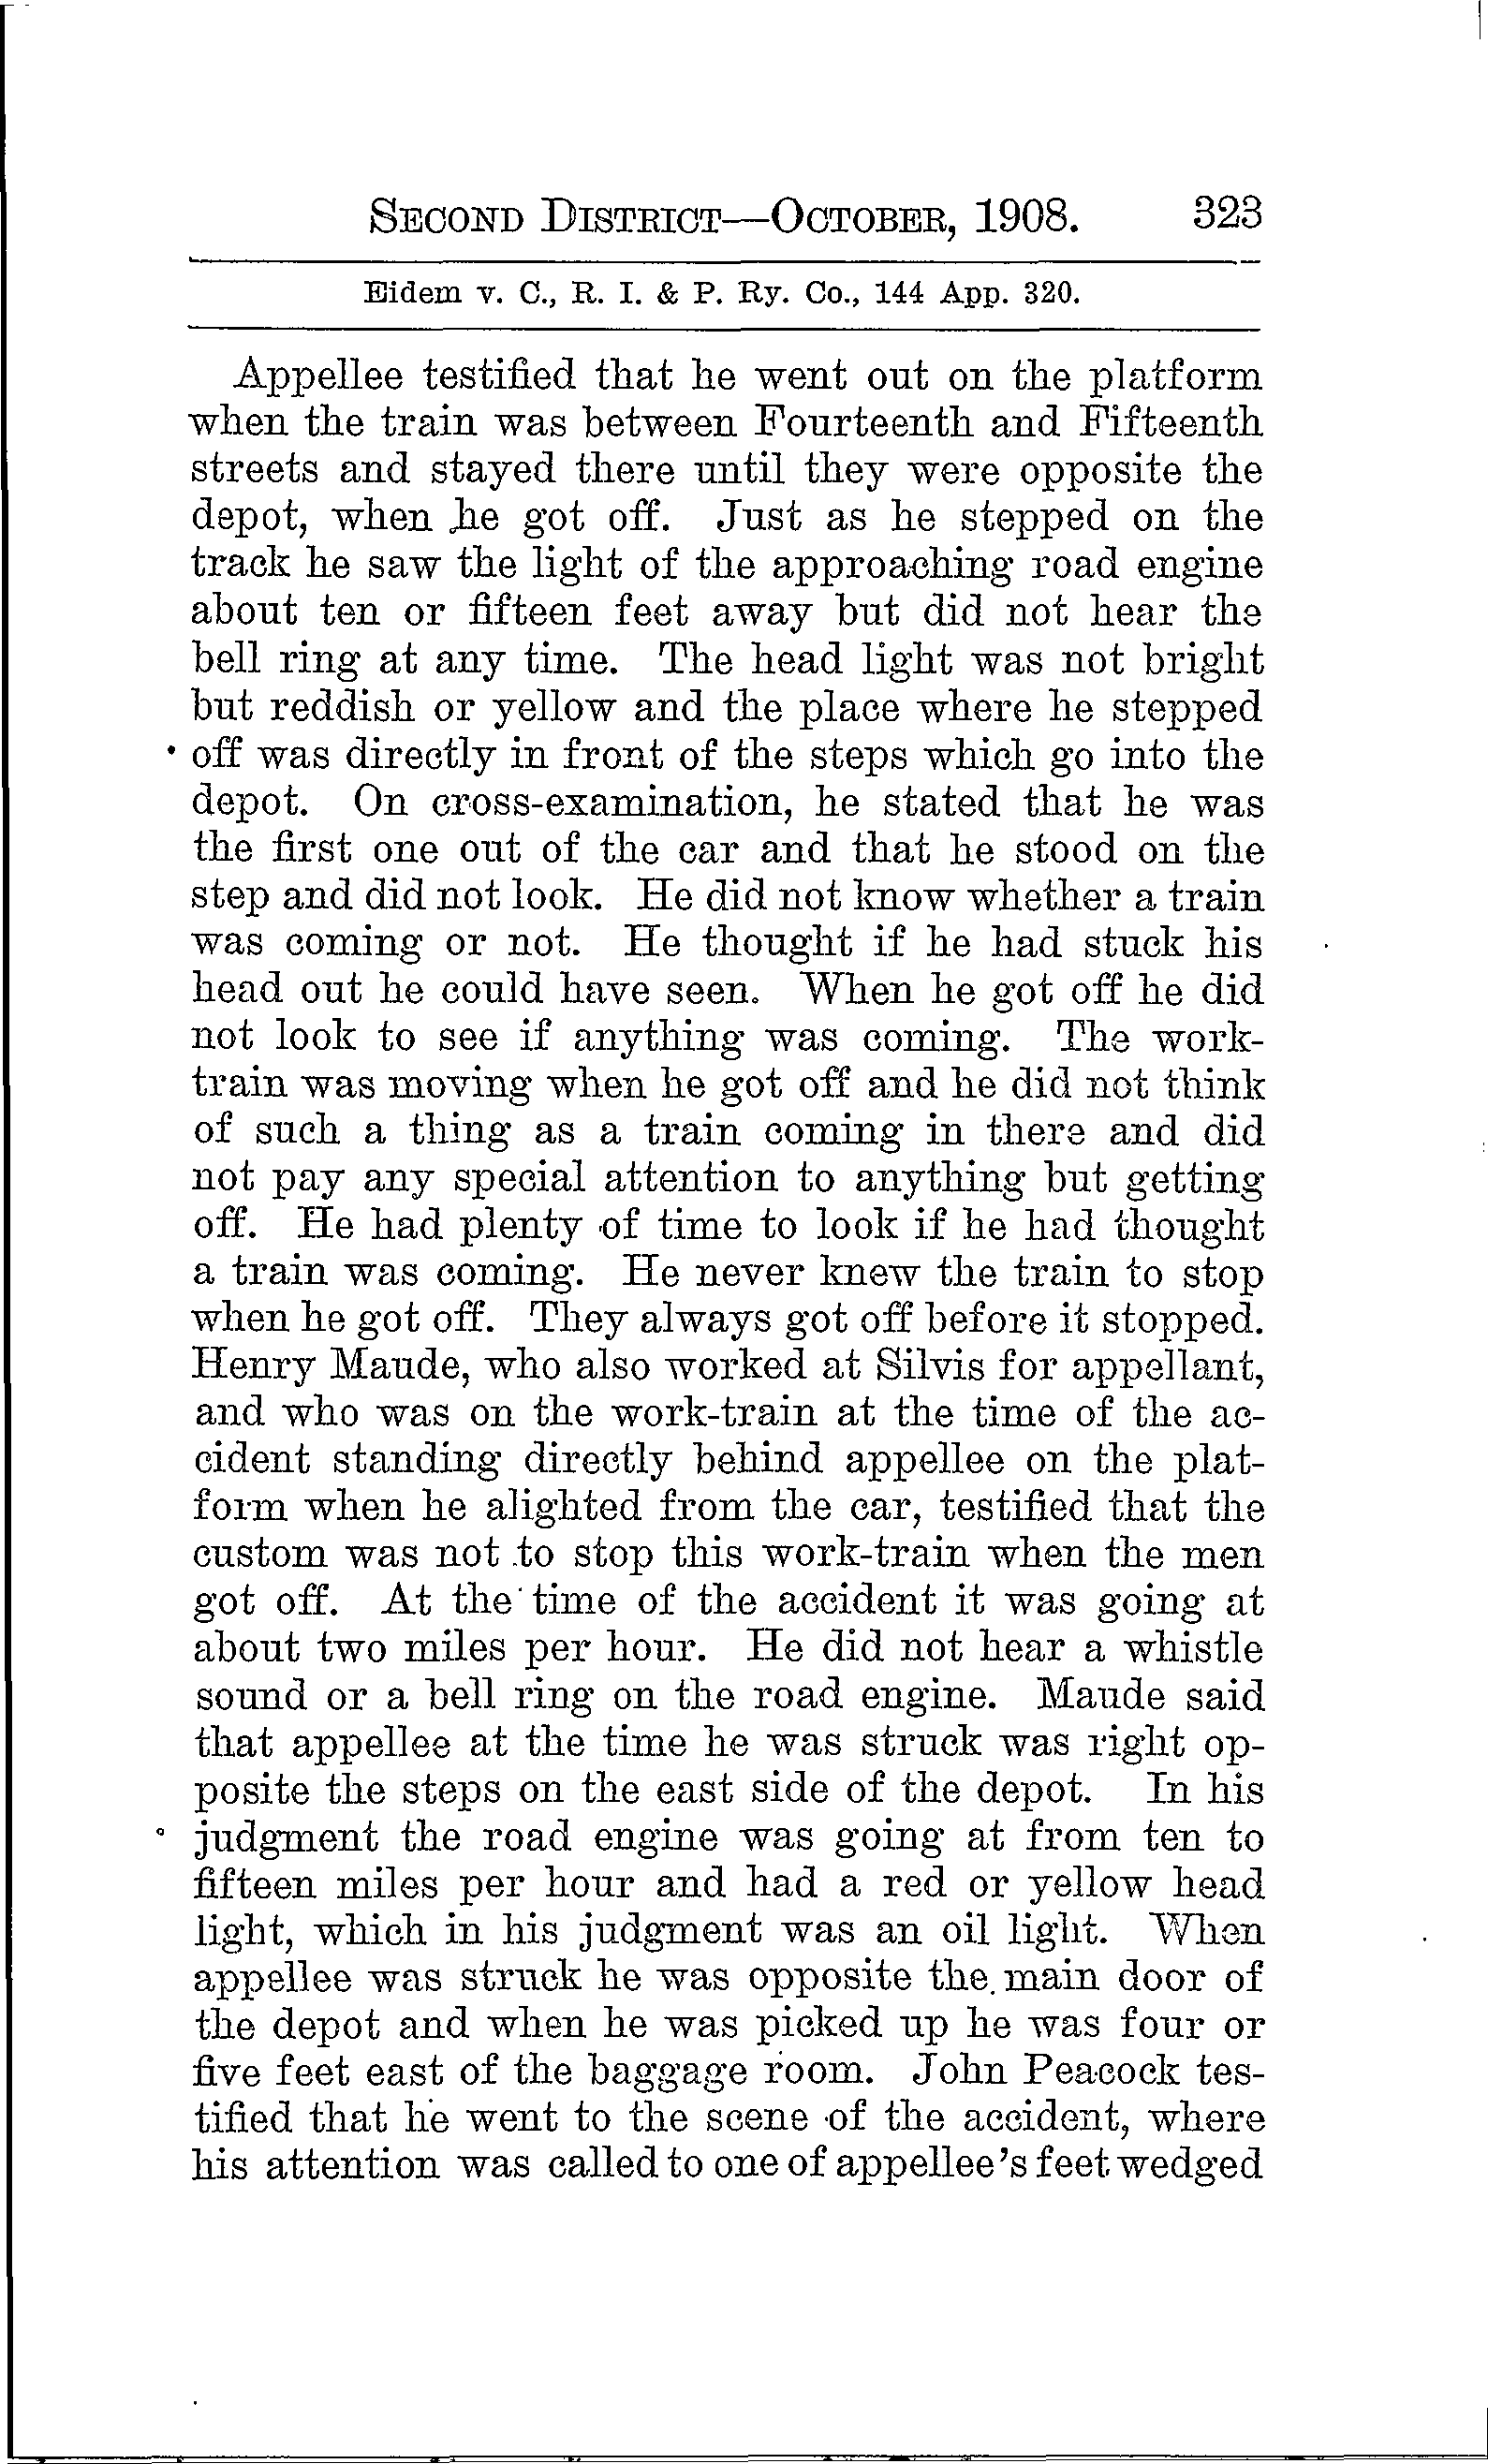 SECOND DISTRICT—OCTOBER, 1908. 323
Eidem v. C., R. I. & P. Ry. Co., 144 App. 320.
Appellee testified that he went out on the platform
when the train was between Fourteenth and Fifteenth
streets and stayed there until they were opposite the
depot, when he got off. Just as he stepped on the
track he saw the light of the approaching road engine
about ten or fifteen feet away but did not hear the
bell ring at any time. The head light was not bright
but reddish or yellow and the place where he stepped
off was directly in front of the steps which go into the
depot. On cross-examination, he stated that he was
the first one out of the car and that he stood on the
step and did not look. He did not know whether a train
was coming or not. He thought if he had stuck his
head out he could have seen. When he got off he did
not look to see if anything was coming. The work-
train was moving when he got off and he did not think
of such a thing as a train coming in there and did
not pay any special attention to anything but getting
off. He had plenty of time to look if he had thought
a train was coming. He never knew the train to stop
when he got off. They always got off before it stopped.
Henry Maude, who also worked at Silvis for appellant,
and who was on the work-train at the time of the ac-
cident standing directly behind appellee on the plat-
form when he alighted from the car, testified that the
custom was not to stop this work-train when the men
got off. At the time of the accident it was going at
about two miles per hour. He did not hear a whistle
sound or a bell ring on the road engine. Maude said
that appellee at the time he was struck was right op-
posite the steps on the east side of the depot. In his
judgment the road engine was going at from ten to
fifteen miles per hour and had a red or yellow head
light, which in his judgment was an oil light. When
appellee was struck he was opposite the main door of
the depot and when he was picked up he was four or
five feet east of the baggage room. John Peacock tes-
tified that he went to the scene of the accident, where
his attention was called to one of appellee's feet wedged